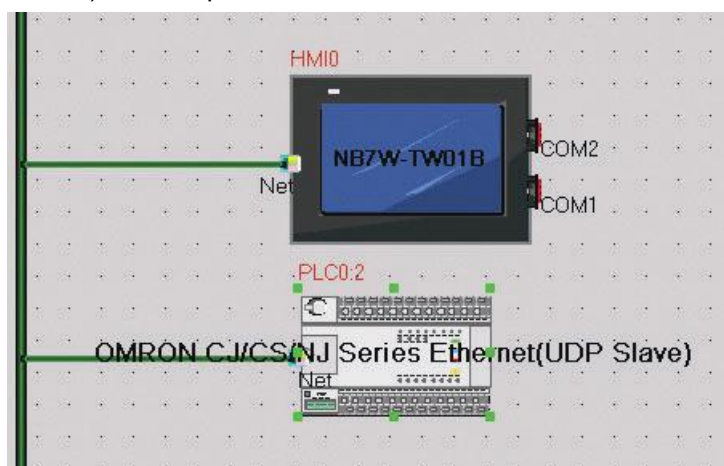 HMI0
NB7W-TW01B
COM2
Net
COM1
PLC0:2
OMRON CJ/CS/NJ Series Ethernet(UDP Slave)
Net